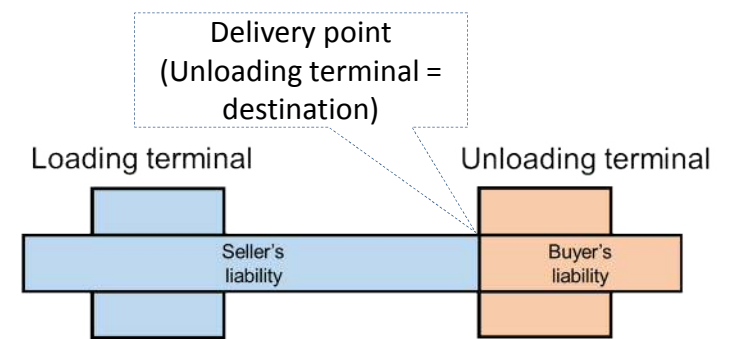 Delivery point
(Unloading terminal =
destination)
Loading terminal
Unloading terminal
Seller's
liability
Buyer's
liability